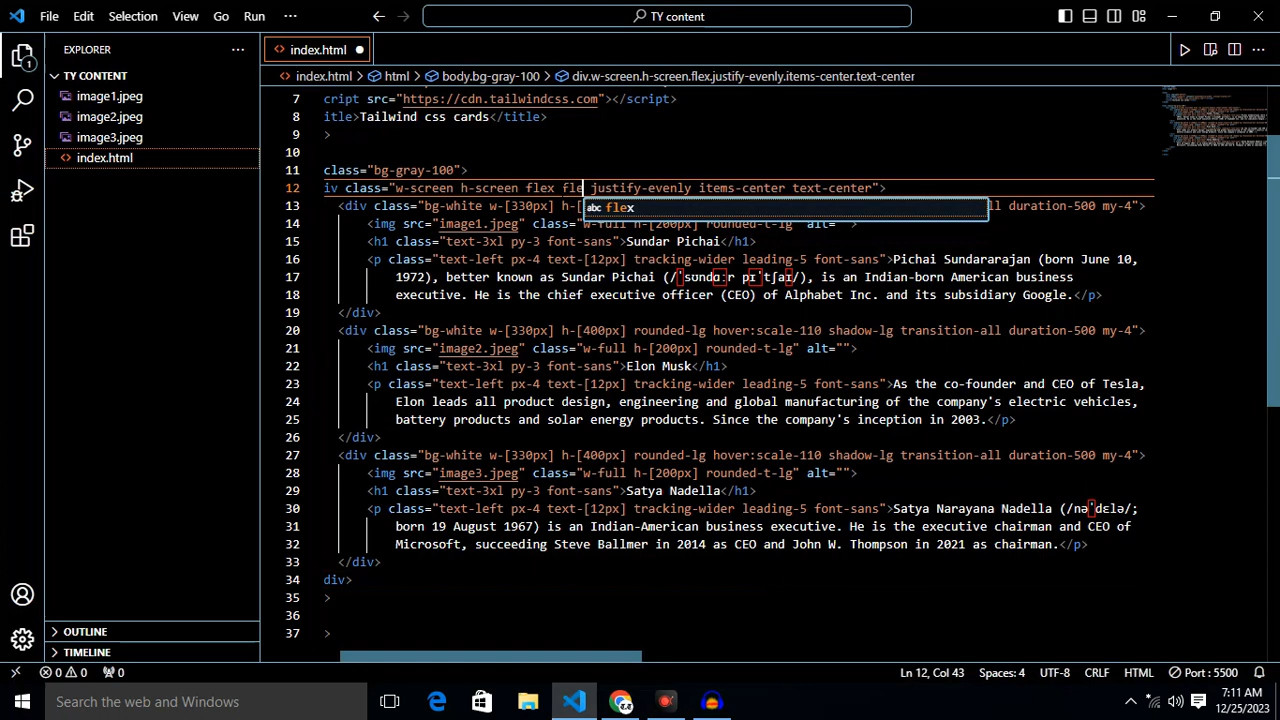 File Edit Selection View Go Run ··· TY content
EXPLORER ···
index.html
TY CONTENT
index.html > html > body.bg-gray-100 > div.w-screen.h-screen.flex.justify-evenly.items-center.text-center
image1.jpeg
image2.jpeg
image3.jpeg
index.html
7 cript src="https://cdn.tailwindcss.com"></script>
8 itle>Tailwind css cards</title>
9 >
10
11 class="bg-gray-100">
12 iv class="w-screen h-screen flex fle justify-evenly items-center text-center">
abc flex
13 <div class="bg-white w-[330px] h-[ all duration-500 my-4">
14 <img src="image1.jpeg" class="w-full h-[200px] rounded-t-lg" alt="">
15 <h1 class="text-3xl py-3 font-sans">Sundar Pichai</h1>
16 <p class="text-left px-4 text-[12px] tracking-wider leading-5 font-sans">Pichai Sundararajan (born June 10,
17 1972), better known as Sundar Pichai (/ˈsʊndɑːr pɪˈtʃaɪ/), is an Indian-born American business
18 executive. He is the chief executive officer (CEO) of Alphabet Inc. and its subsidiary Google.</p>
19 </div>
20 <div class="bg-white w-[330px] h-[400px] rounded-lg hover:scale-110 shadow-lg transition-all duration-500 my-4">
21 <img src="image2.jpeg" class="w-full h-[200px] rounded-t-lg" alt="">
22 <h1 class="text-3xl py-3 font-sans">Elon Musk</h1>
23 <p class="text-left px-4 text-[12px] tracking-wider leading-5 font-sans">As the co-founder and CEO of Tesla,
24 Elon leads all product design, engineering and global manufacturing of the company's electric vehicles,
25 battery products and solar energy products. Since the company's inception in 2003.</p>
26 </div>
27 <div class="bg-white w-[330px] h-[400px] rounded-lg hover:scale-110 shadow-lg transition-all duration-500 my-4">
28 <img src="image3.jpeg" class="w-full h-[200px] rounded-t-lg" alt="">
29 <h1 class="text-3xl py-3 font-sans">Satya Nadella</h1>
30 <p class="text-left px-4 text-[12px] tracking-wider leading-5 font-sans">Satya Narayana Nadella (/nəˈdɛlə/;
31 born 19 August 1967) is an Indian-American business executive. He is the executive chairman and CEO of
32 Microsoft, succeeding Steve Ballmer in 2014 as CEO and John W. Thompson in 2021 as chairman.</p>
33 </div>
34 div>
35 >
36
37 >
OUTLINE
TIMELINE
0 0 0 Ln 12, Col 43 Spaces: 4 UTF-8 CRLF HTML Port : 5500
Search the web and Windows
7:11 AM
12/25/2023